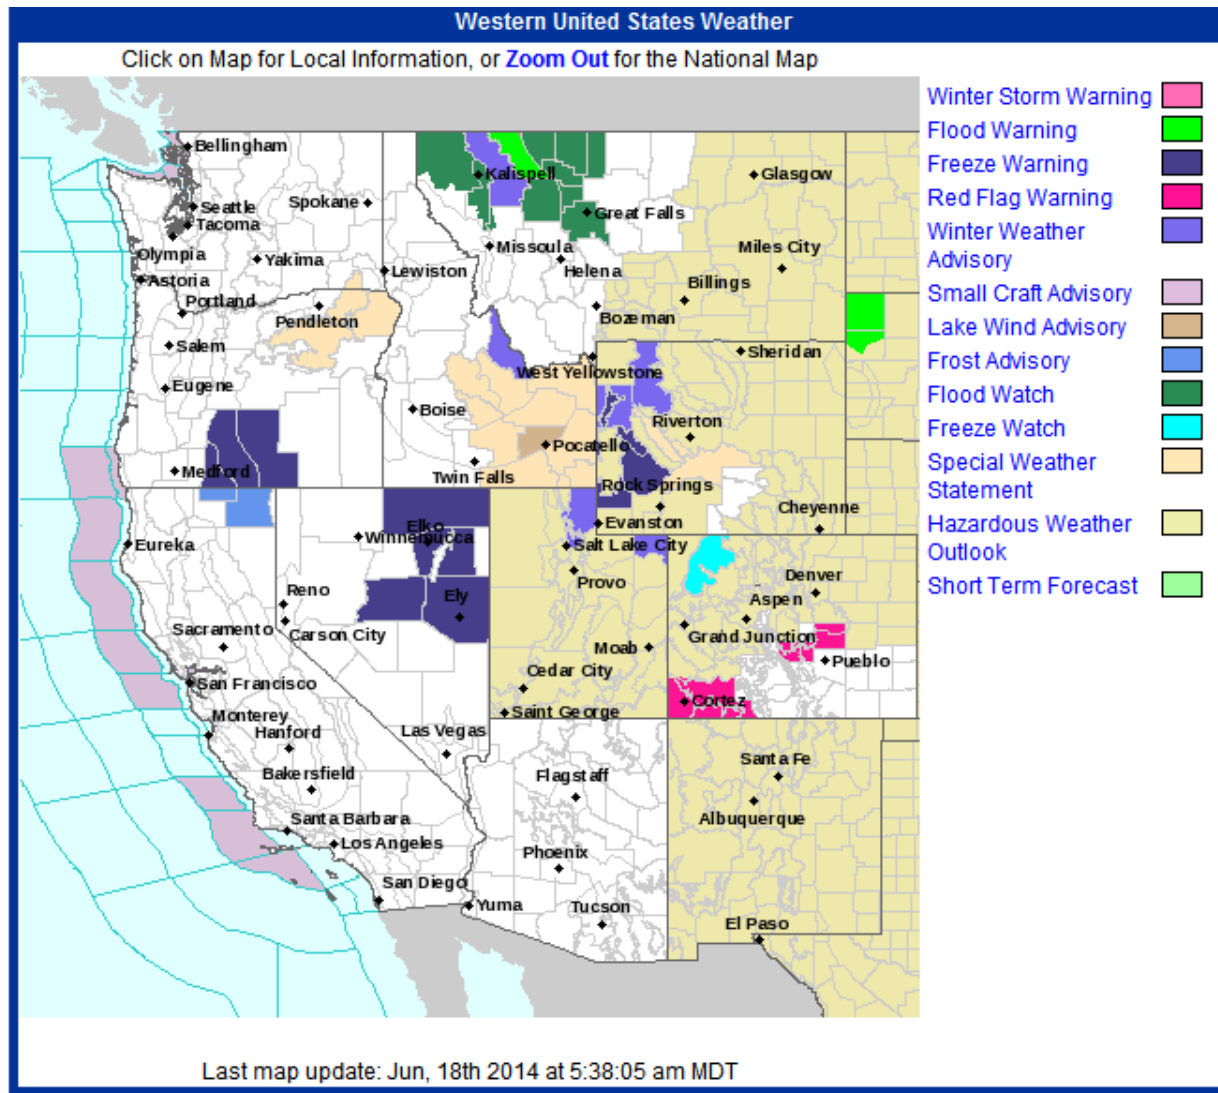 Western United States Weather
Click on Map for Local Information, or Zoom Out for the National Map
Winter Storm Warning
Flood Warning
Freeze Warning
Red Flag Warning
Winter Weather
Advisory
Small Craft Advisory
Lake Wind Advisory
Frost Advisory
Flood Watch
Freeze Watch
Special Weather
Statement
Hazardous Weather
Outlook
Short Term Forecast
Bellingham
Kalispell
Glasgow
Seattle
Spokane
Great Falls
Tacoma
Olympia
Missoula
Miles City
Yakima
Helena
Lewiston
Astoria
Billings
Portland
Pendleton
Bozeman
Salem
Sheridan
West Yellowstone
Eugene
Boise
Riverton
Pocatello
Medford
Twin Falls
Rock Springs
Cheyenne
Elko
Evanston
Winnemucca
Eureka
Salt Lake City
Provo
Denver
Reno
Ely
Aspen
Carson City
Grand Junction
Sacramento
Moab
Pueblo
Cedar City
San Francisco
Cortez
Saint George
Monterey
Hanford
Las Vegas
Santa Fe
Bakersfield
Flagstaff
Albuquerque
Santa Barbara
Los Angeles
Phoenix
San Diego
Yuma
Tucson
El Paso
Last map update: Jun, 18th 2014 at 5:38:05 am MDT